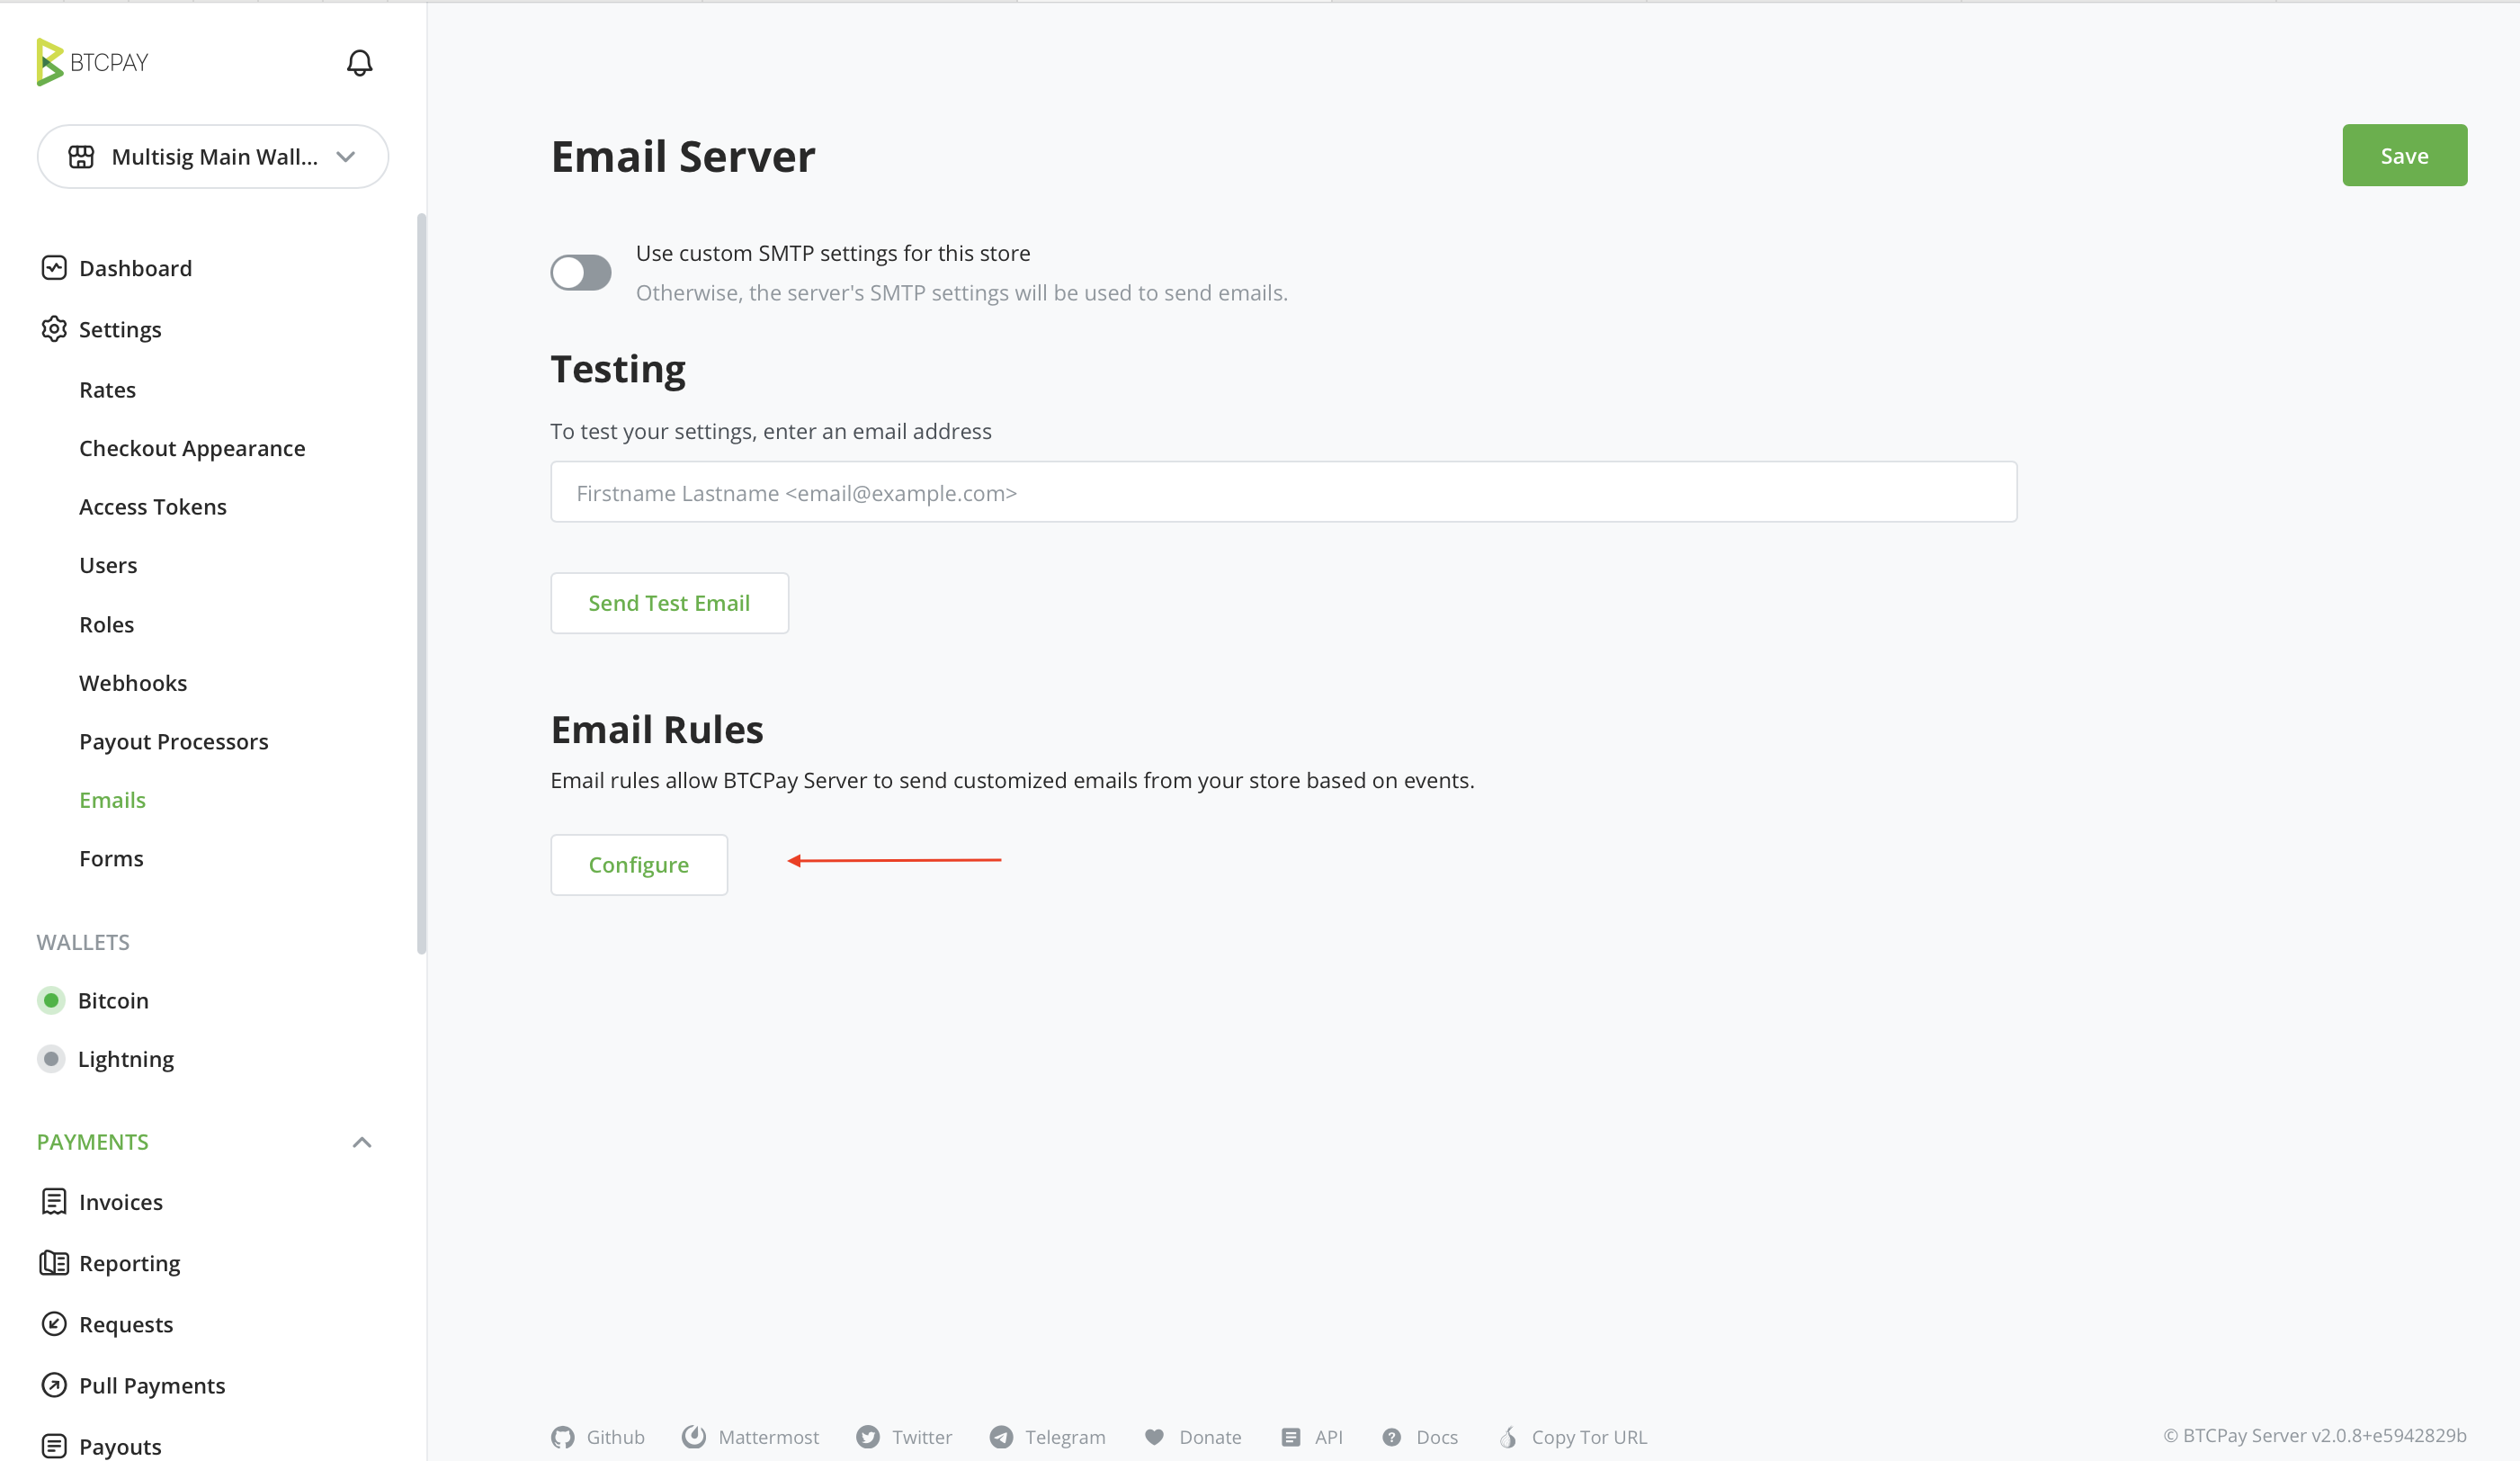 BTCPAY
Multisig Main Wall...
Dashboard
Settings
Rates
Checkout Appearance
Access Tokens
Users
Roles
Webhooks
Payout Processors
Emails
Forms
WALLETS
Bitcoin
Lightning
PAYMENTS
Invoices
Reporting
Requests
Pull Payments
Payouts
Email Server
Save
Use custom SMTP settings for this store
Otherwise, the server's SMTP settings will be used to send emails.
Testing
To test your settings, enter an email address
Firstname Lastname <email@example.com>
Send Test Email
Email Rules
Email rules allow BTCPay Server to send customized emails from your store based on events.
Configure
Github Mattermost Twitter Telegram Donate API Docs Copy Tor URL
© BTCPay Server v2.0.8+e5942829b